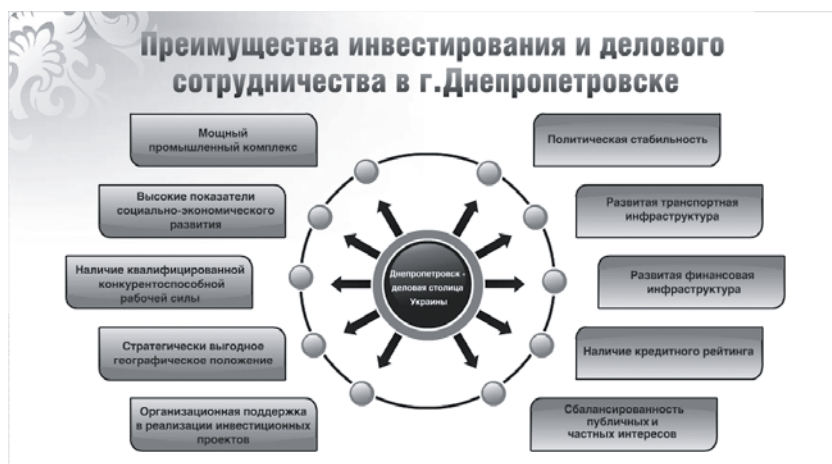 Преимущества инвестирования и делового
сотрудничества в г.Днепропетровске
Мощный
промышленный комплекс
Высокие показатели
социально-экономического
развития
Наличие квалифицированной
конкурентоспособной
рабочей силы
Стратегически выгодное
географическое положение
Организационная поддержка
в реализации инвестиционных
проектов
Днепропетровск -
деловая столица
Украины
Политическая стабильность
Развитая транспортная
инфраструктура
Развитая финансовая
инфраструктура
Наличие кредитного рейтинга
Сбалансированность
публичных и
частных интересов